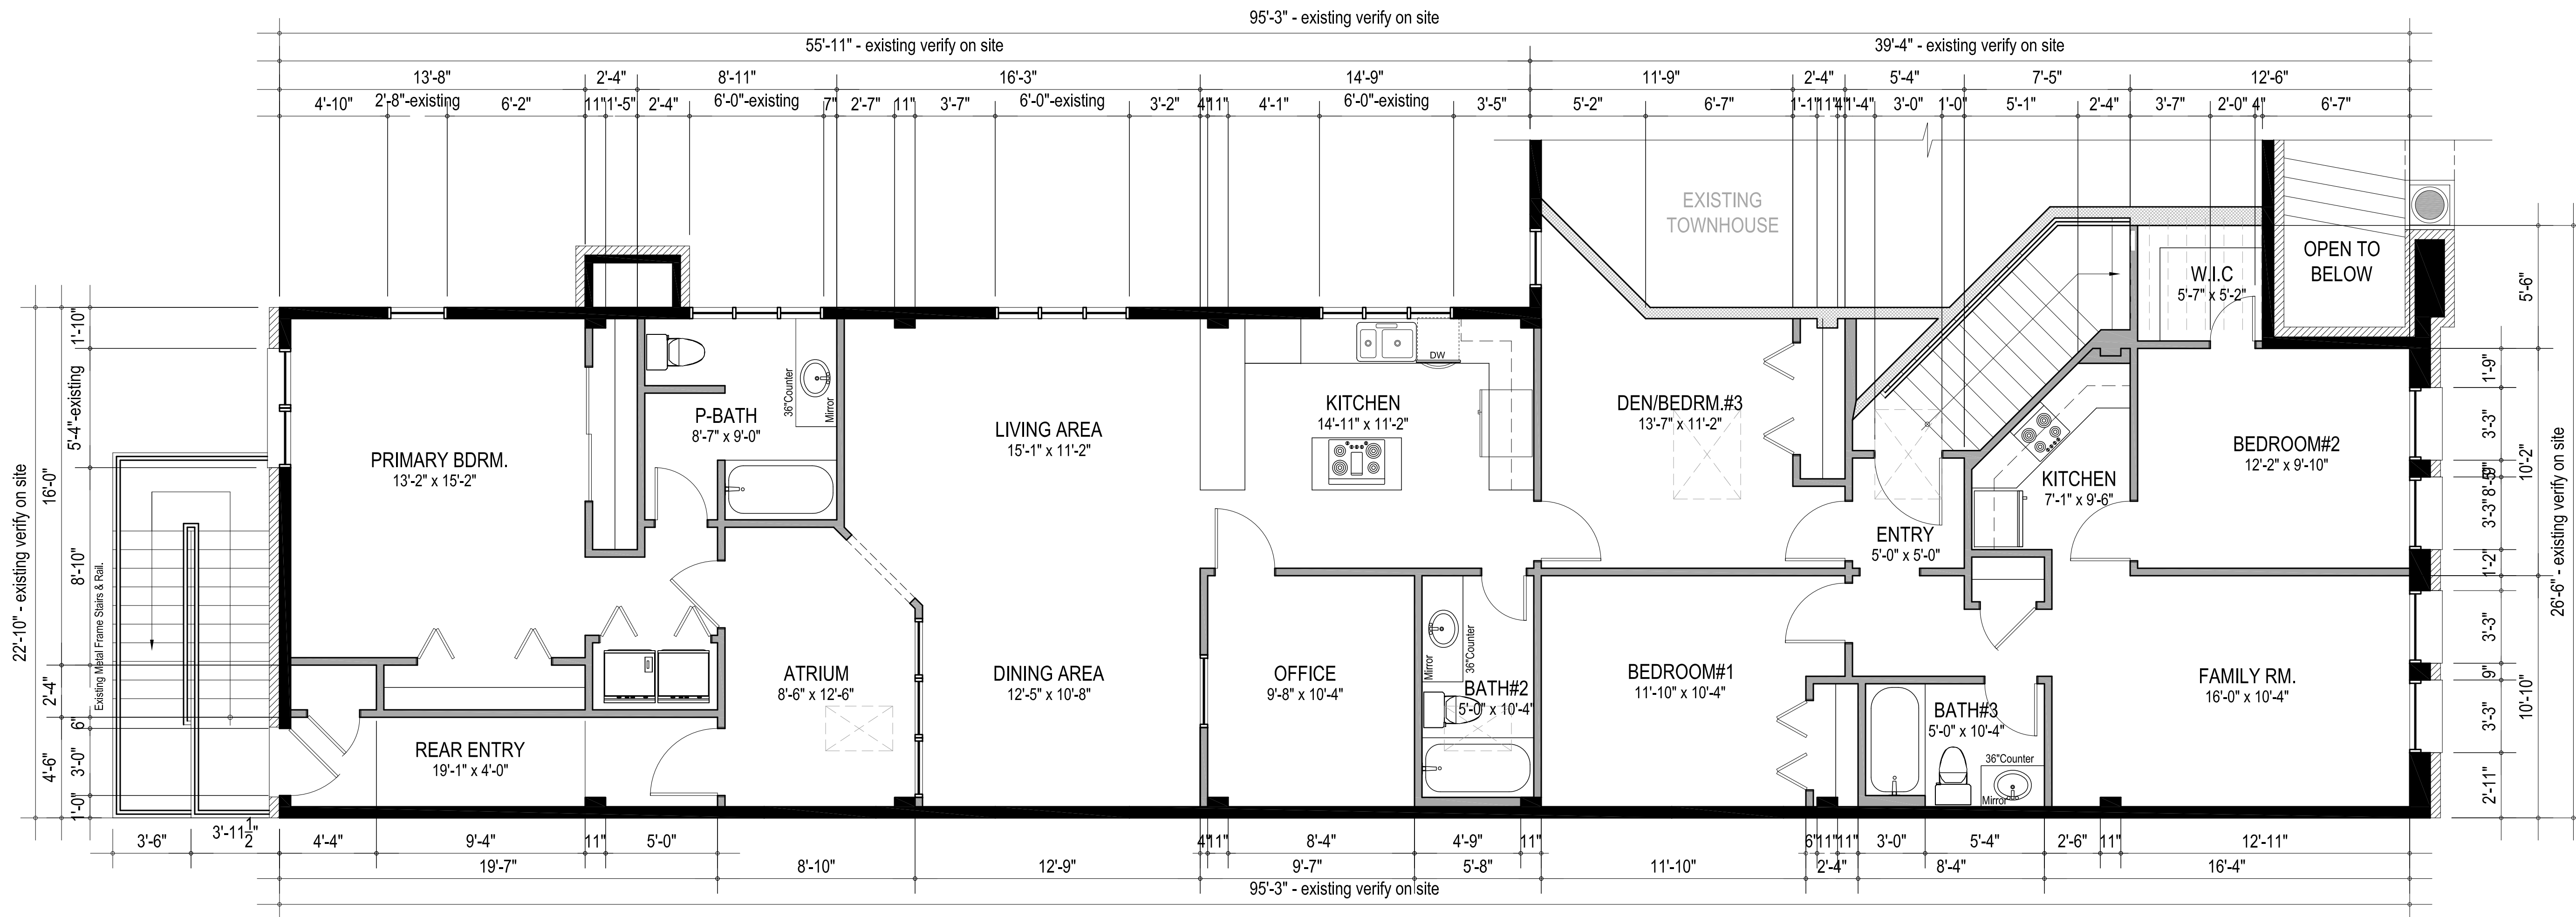 95'-3" - existing verify on site
55'-11" - existing verify on site
39'-4" - existing verify on site
13'-8"
2'-4"
8'-11"
16'-3"
14'-9"
11'-9"
2'-4"
5'-4"
7'-5"
12'-6"
4'-10"
2'-8"-existing
6'-2"
11"
1'-5"
2'-4"
6'-0"-existing
7"
2'-7"
11"
3'-7"
6'-0"-existing
3'-2"
4"
11"
4'-1"
6'-0"-existing
3'-5"
5'-2"
6'-7"
1'-1"
11"
4"
1'-4"
3'-0"
1'-0"
5'-1"
2'-4"
3'-7"
2'-0"
4"
6'-7"
EXISTING
TOWNHOUSE
OPEN TO
BELOW
W.I.C
5'-7" x 5'-2"
PRIMARY BDRM.
13'-2" x 15'-2"
P-BATH
8'-7" x 9'-0"
36"Counter
Mirror
LIVING AREA
15'-1" x 11'-2"
KITCHEN
14'-11" x 11'-2"
DW
DEN/BEDRM.#3
13'-7" x 11'-2"
ENTRY
5'-0" x 5'-0"
KITCHEN
7'-1" x 9'-6"
BEDROOM#2
12'-2" x 9'-10"
ATRIUM
8'-6" x 12'-6"
DINING AREA
12'-5" x 10'-8"
OFFICE
9'-8" x 10'-4"
BATH#2
5'-0" x 10'-4"
Mirror
36"Counter
BEDROOM#1
11'-10" x 10'-4"
BATH#3
5'-0" x 10'-4"
36"Counter
Mirror
FAMILY RM.
16'-0" x 10'-4"
REAR ENTRY
19'-1" x 4'-0"
Existing Metal Frame Stairs & Rail.
22'-10" - existing verify on site
16'-0"
2'-4"
4'-6"
1'-10"
5'-4"-existing
8'-10"
6"
3'-0"
1'-0"
5'-6"
10'-2"
10'-10"
26'-6" - existing verify on site
1'-9"
3'-3"
3'-3"
1'-2"
3'-3"
9"
3'-3"
2'-11"
3'-6"
3'-11 1/2"
4'-4"
9'-4"
11"
5'-0"
4"
11"
8'-4"
4'-9"
11"
6"
11"
11"
3'-0"
5'-4"
2'-6"
11"
12'-11"
19'-7"
8'-10"
12'-9"
9'-7"
5'-8"
11'-10"
2'-4"
8'-4"
16'-4"
95'-3" - existing verify on site